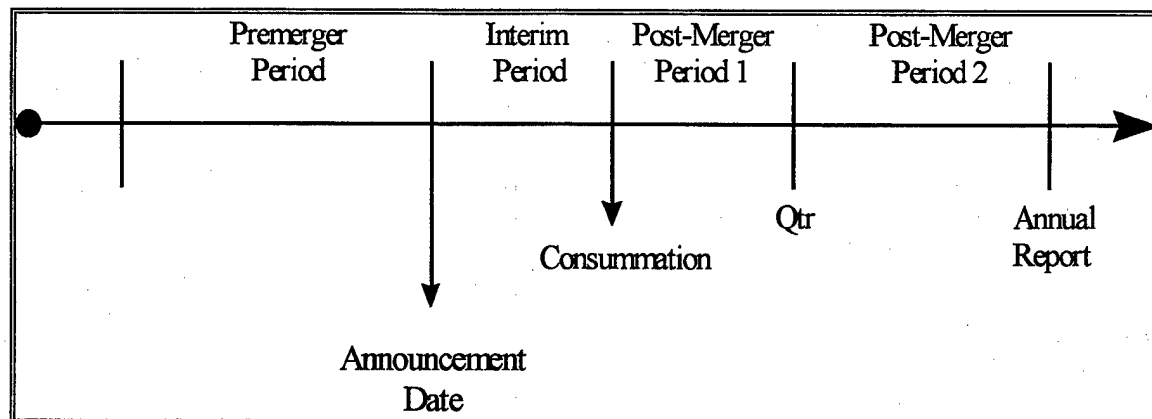 Premerger
Period
Interim
Period
Post-Merger
Period 1
Post-Merger
Period 2
Qtr
Annual
Report
Consummation
Announcement
Date